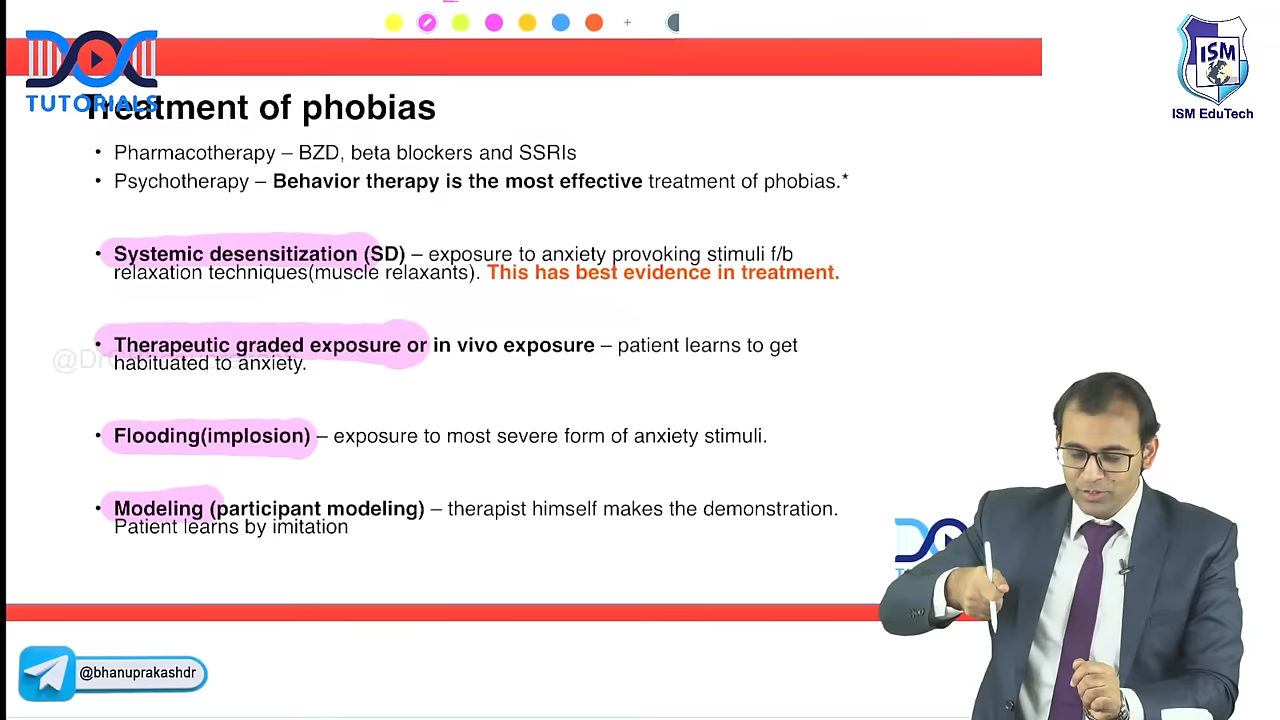 TUTORIALS
ISM
ISM EduTech
Treatment of phobias
• Pharmacotherapy – BZD, beta blockers and SSRIs
• Psychotherapy – Behavior therapy is the most effective treatment of phobias.*
• Systemic desensitization (SD) – exposure to anxiety provoking stimuli f/b
relaxation techniques(muscle relaxants). This has best evidence in treatment.
• Therapeutic graded exposure or in vivo exposure – patient learns to get
habituated to anxiety.
• Flooding(implosion) – exposure to most severe form of anxiety stimuli.
• Modeling (participant modeling) – therapist himself makes the demonstration.
Patient learns by imitation
@bhanuprakashdr